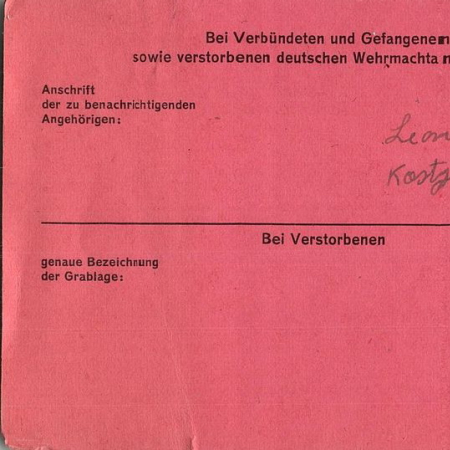 Bei Verbündeten und Gefangenen
sowie verstorbenen deutschen Wehrmachta
Anschrift
der zu benachrichtigenden
Angehörigen:
Bei Verstorbenen
genaue Bezeichnung
der Grablage: